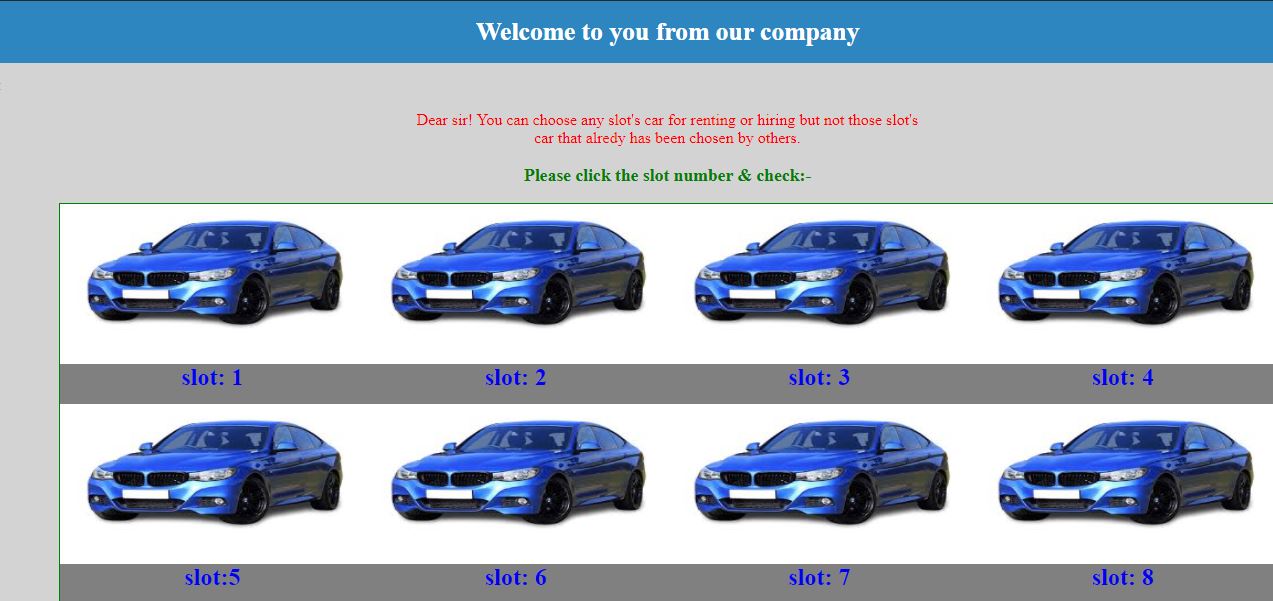 Welcome to you from our company
Dear sir! You can choose any slot's car for renting or hiring but not those slot's
car that alredy has been chosen by others.
Please click the slot number & check:-
slot: 1 slot: 2 slot: 3 slot: 4
slot:5 slot: 6 slot: 7 slot: 8